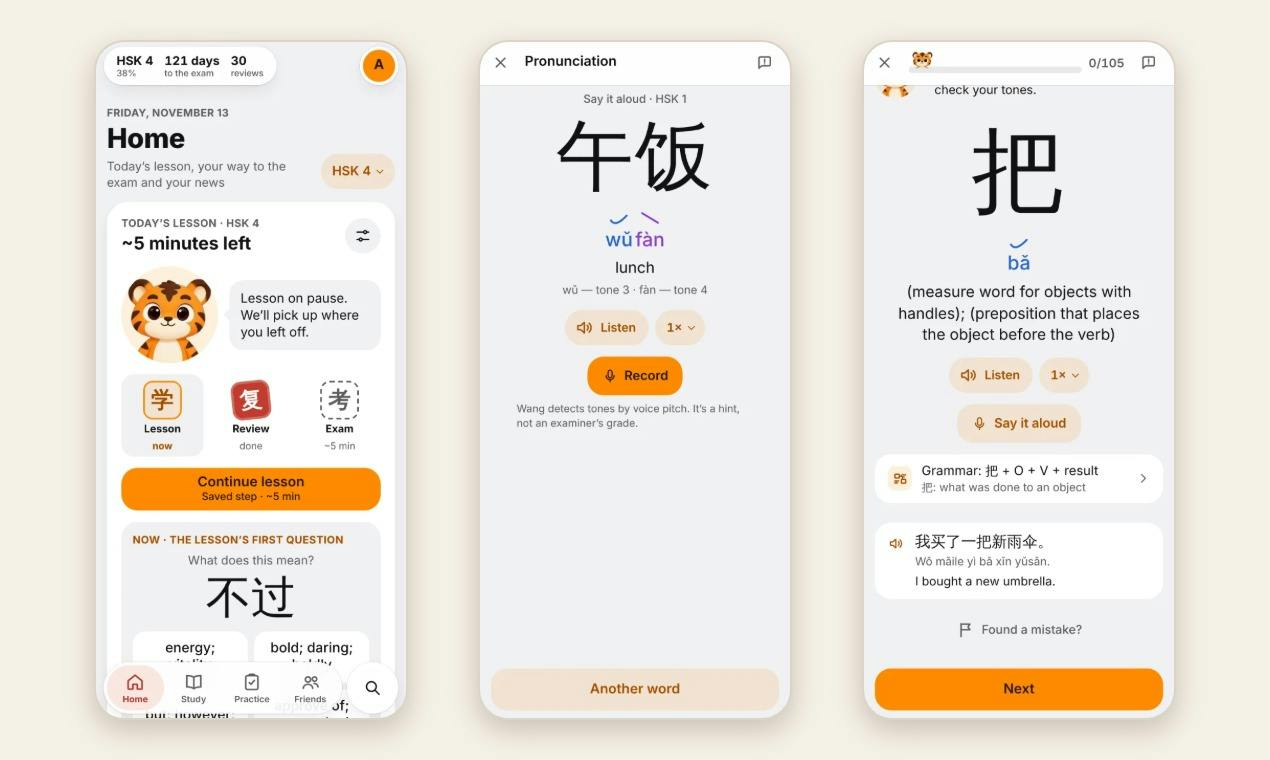 HSK 4 121 days 30
38% to the exam reviews
A
FRIDAY, NOVEMBER 13
Home
Today's lesson, your way to the
exam and your news
HSK 4
TODAY'S LESSON · HSK 4
~5 minutes left
Lesson on pause.
We'll pick up where
you left off.
学 复 考
Lesson Review Exam
now done ~5 min
Continue lesson
Saved step · ~5 min
NOW · THE LESSON'S FIRST QUESTION
What does this mean?
不过
energy; bold; daring;
Home Study Practice Friends
Pronunciation
Say it aloud · HSK 1
午饭
wǔ fàn
lunch
wǔ — tone 3 · fàn — tone 4
Listen 1×
Record
Wang detects tones by voice pitch. It's a hint,
not an examiner's grade.
Another word
0/105
check your tones.
把
bǎ
(measure word for objects with
handles); (preposition that places
the object before the verb)
Listen 1×
Say it aloud
Grammar: 把 + O + V + result
把: what was done to an object
我买了一把新雨伞。
Wǒ mǎile yì bǎ xīn yǔsǎn.
I bought a new umbrella.
Found a mistake?
Next